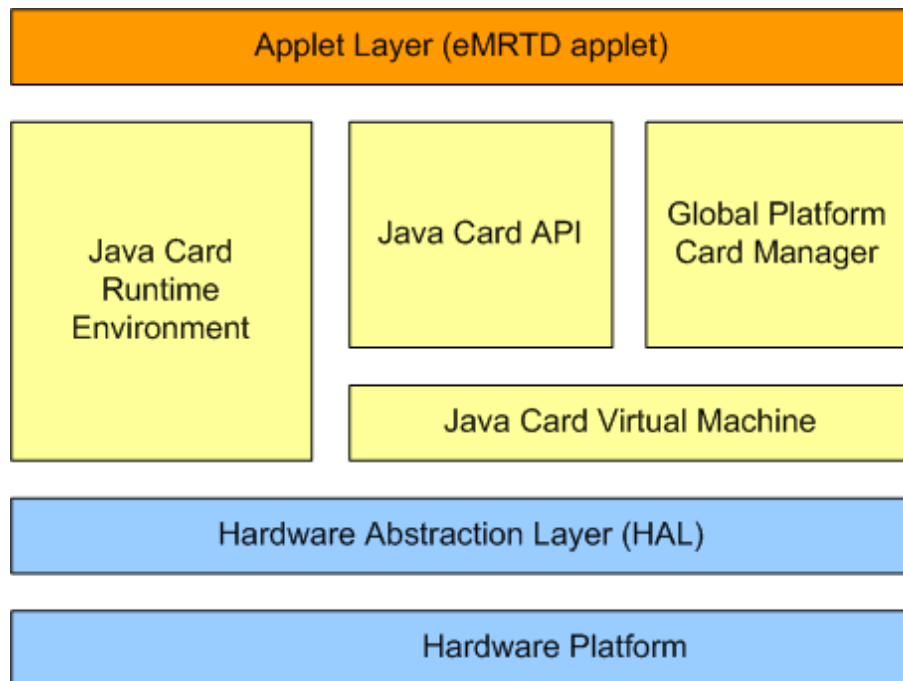 Applet Layer (eMRTD applet)
Java Card
Runtime
Environment
Java Card API
Global Platform
Card Manager
Java Card Virtual Machine
Hardware Abstraction Layer (HAL)
Hardware Platform